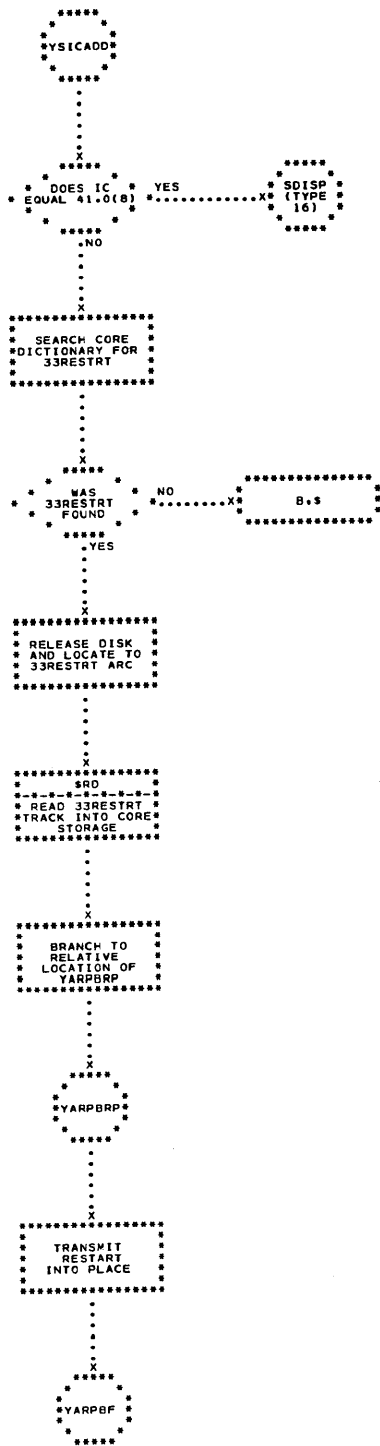 YSICADD
DOES IC
EQUAL 41.0(8)
YES
SDISP
(TYPE
16)
NO
SEARCH CORE
DICTIONARY FOR
33RESTRT
WAS
33RESTRT
FOUND
NO
B.$
YES
RELEASE DISK
AND LOCATE TO
33RESTRT ARC
$RD
READ 33RESTRT
TRACK INTO CORE
STORAGE
BRANCH TO
RELATIVE
LOCATION OF
YARPBRP
YARPBRP
TRANSMIT
RESTART
INTO PLACE
YARPBF